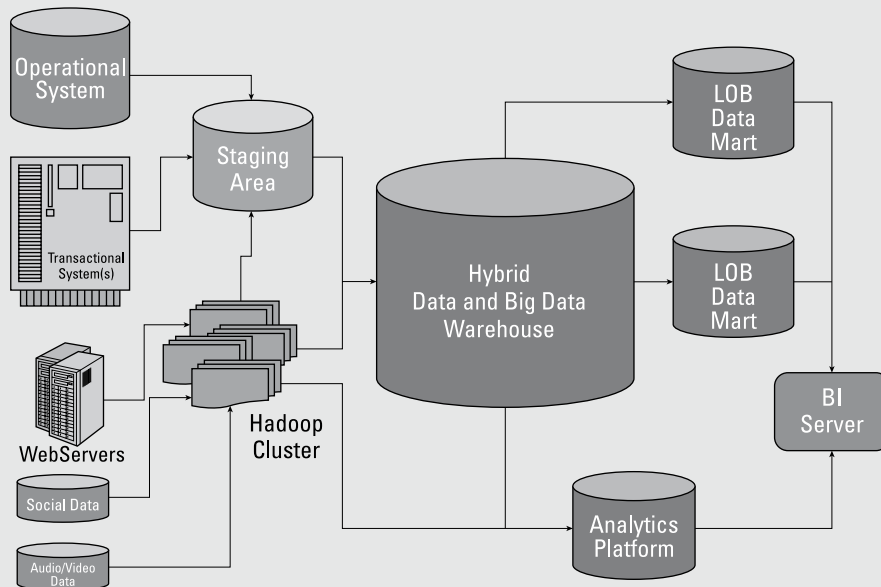 Operational
System
Staging
Area
Transactional
System(s)
WebServers
Hadoop
Cluster
Social Data
Audio/Video
Data
Hybrid
Data and Big Data
Warehouse
LOB
Data
Mart
LOB
Data
Mart
BI
Server
Analytics
Platform